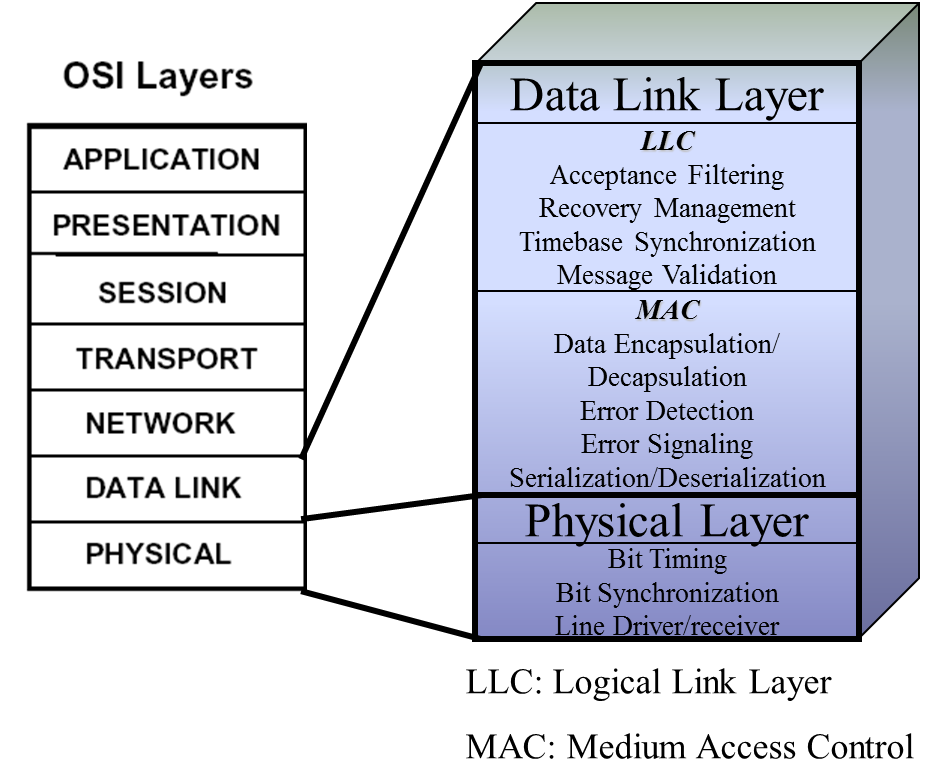 OSI Layers
APPLICATION
PRESENTATION
SESSION
TRANSPORT
NETWORK
DATA LINK
PHYSICAL
Data Link Layer
LLC
Acceptance Filtering
Recovery Management
Timebase Synchronization
Message Validation
MAC
Data Encapsulation/
Decapsulation
Error Detection
Error Signaling
Serialization/Deserialization
Physical Layer
Bit Timing
Bit Synchronization
Line Driver/receiver
LLC: Logical Link Layer
MAC: Medium Access Control